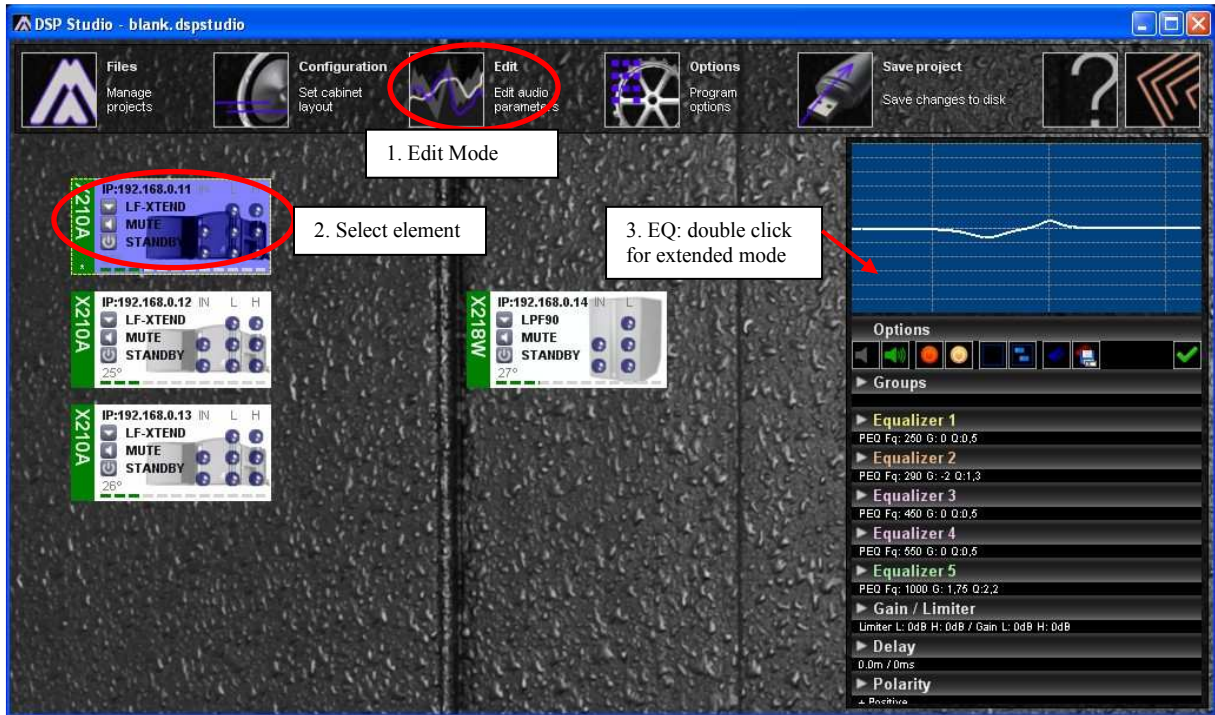 DSP Studio - blank.dspstudio
Files
Manage
projects
Configuration
Set cabinet
layout
Edit
Edit audio
parameters
Options
Program
options
Save project
Save changes to disk
?
1. Edit Mode
X210A
IP:192.168.0.11 IN L H
LF-XTEND
MUTE
STANDBY
2. Select element
3. EQ: double click
for extended mode
X210A
IP:192.168.0.12 IN L H
LF-XTEND
MUTE
STANDBY
25°
X218W
IP:192.168.0.14 IN L
LPF90
MUTE
STANDBY
27°
X210A
IP:192.168.0.13 IN L H
LF-XTEND
MUTE
STANDBY
26°
Options
Groups
Equalizer 1
PEQ Fq: 250 G: 0 Q:0,5
Equalizer 2
PEQ Fq: 290 G: -2 Q:1,3
Equalizer 3
PEQ Fq: 450 G: 0 Q:0,5
Equalizer 4
PEQ Fq: 550 G: 0 Q:0,5
Equalizer 5
PEQ Fq: 1000 G: 1,75 Q:2,2
Gain / Limiter
Limiter L: 0dB H: 0dB / Gain L: 0dB H: 0dB
Delay
0.0m / 0ms
Polarity
+ Positive